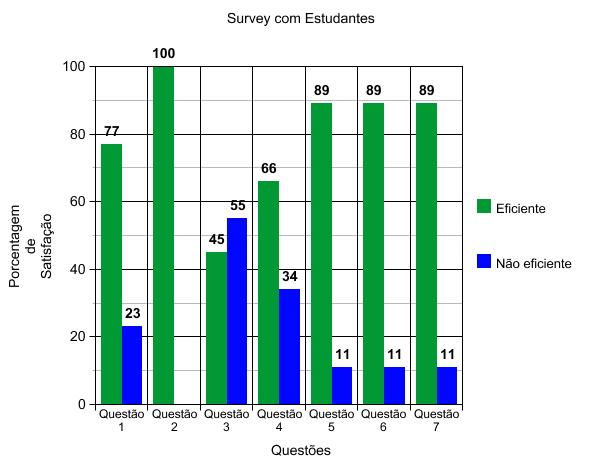 Survey com Estudantes
100
77
23
100
45
55
66
34
89
11
89
11
89
11
80
60
40
20
0
Porcentagem
de
Satisfação
Questão
1
Questão
2
Questão
3
Questão
4
Questão
5
Questão
6
Questão
7
Questões
Eficiente
Não eficiente